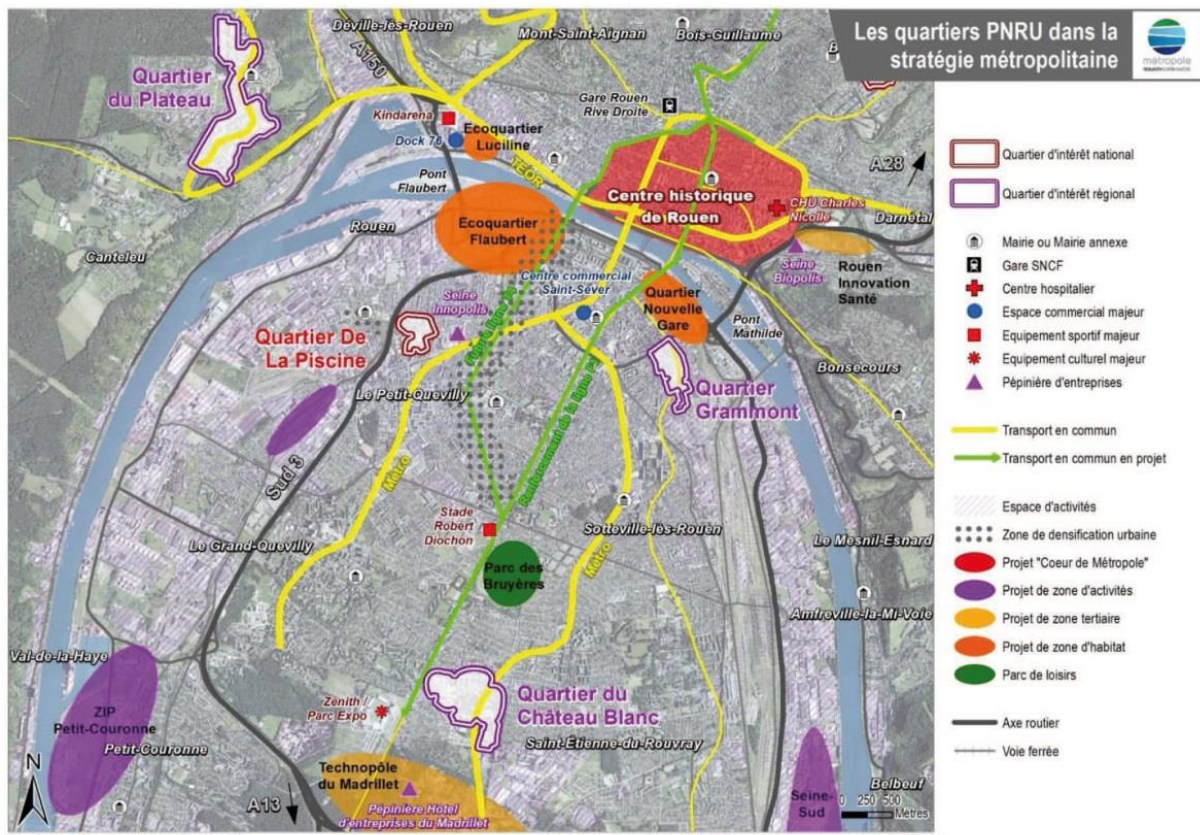 Les quartiers PNRU dans la
stratégie métropolitaine
métropole
Déville-lès-Rouen
Mont-Saint-Aignan
Bois-Guillaume
A150
Quartier
du Plateau
Kindarena
Dock 76
Ecoquartier
Luciline
Gare Rouen
Rive Droite
TEOR
A28
Pont
Flaubert
Centre historique
de Rouen
CHU Charles
Nicolle
Darnétal
Rouen
Ecoquartier
Flaubert
Canteleu
Centre commercial
Saint-Sever
Seine
Biopolis
Rouen
Innovation
Santé
Seine
Innopolis
Quartier
Nouvelle
Gare
Pont
Mathilde
Quartier De
La Piscine
Bonsecours
Le Petit-Quevilly
Quartier
Grammont
Renforcement de la ligne F1
Sud 3
Métro
Stade
Robert
Diochon
Sotteville-lès-Rouen
Le Grand-Quevilly
Le Mesnil-Esnard
Parc des
Bruyères
Métro
Amfreville-la-Mi-Voie
Val-de-la-Haye
ZIP
Petit-Couronne
Petit-Couronne
Zenith /
Parc Expo
Quartier du
Château Blanc
Saint-Étienne-du-Rouvray
Technopôle
du Madrillet
Pépinière Hotel
d'entreprises du Madrillet
N
A13
Seine-
Sud
Belbeuf
0 250 500
Mètres
Quartier d'intérêt national
Quartier d'intérêt régional
Mairie ou Mairie annexe
Gare SNCF
Centre hospitalier
Espace commercial majeur
Equipement sportif majeur
Equipement culturel majeur
Pépinière d'entreprises
Transport en commun
Transport en commun en projet
Espace d'activités
Zone de densification urbaine
Projet "Coeur de Métropole"
Projet de zone d'activités
Projet de zone tertiaire
Projet de zone d'habitat
Parc de loisirs
Axe routier
Voie ferrée